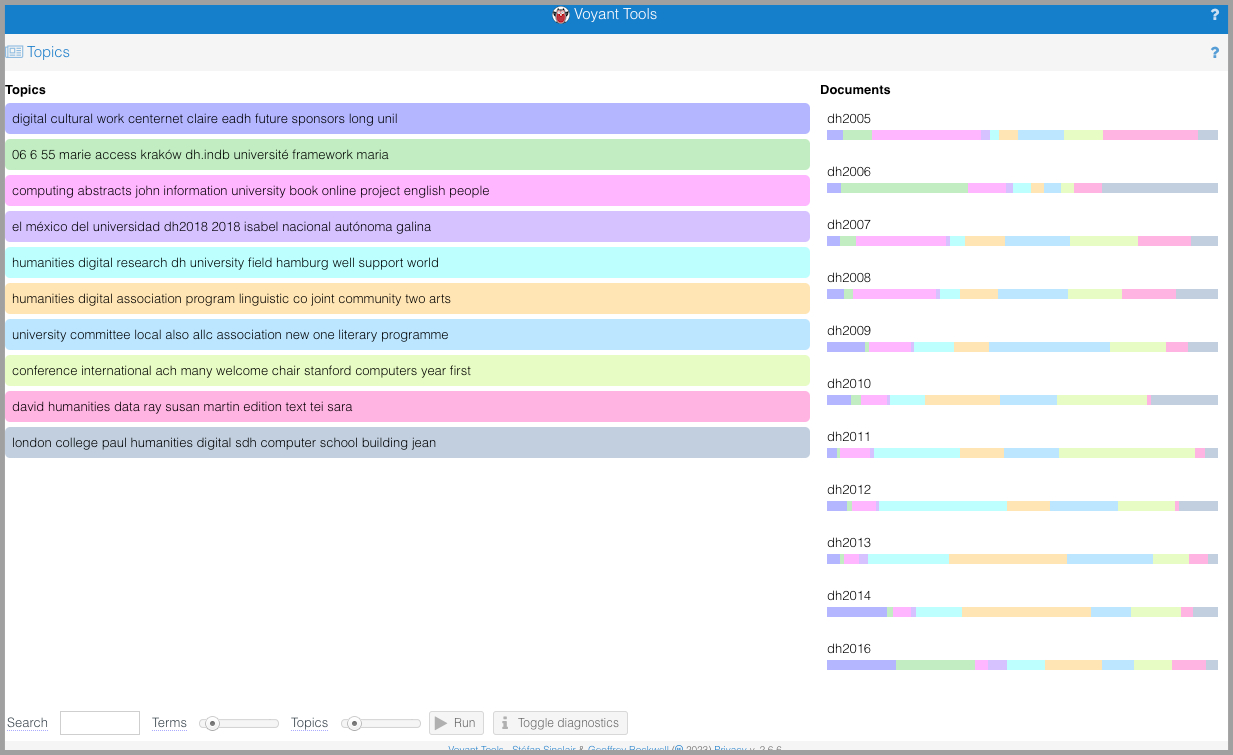 Voyant Tools
?
Topics
?
Topics
digital cultural work centernet claire eadh future sponsors long unil
06 6 55 marie access kraków dh.indb université framework maria
computing abstracts john information university book online project english people
el méxico del universidad dh2018 2018 isabel nacional autónoma galina
humanities digital research dh university field hamburg well support world
humanities digital association program linguistic co joint community two arts
university committee local also allc association new one literary programme
conference international ach many welcome chair stanford computers year first
david humanities data ray susan martin edition text tei sara
london college paul humanities digital sdh computer school building jean
Documents
dh2005
dh2006
dh2007
dh2008
dh2009
dh2010
dh2011
dh2012
dh2013
dh2014
dh2016
Search Terms Topics Run Toggle diagnostics
Voyant Tools , Stéfan Sinclair & Geoffrey Rockwell (@ 2023) Privacy v. 2.6.6